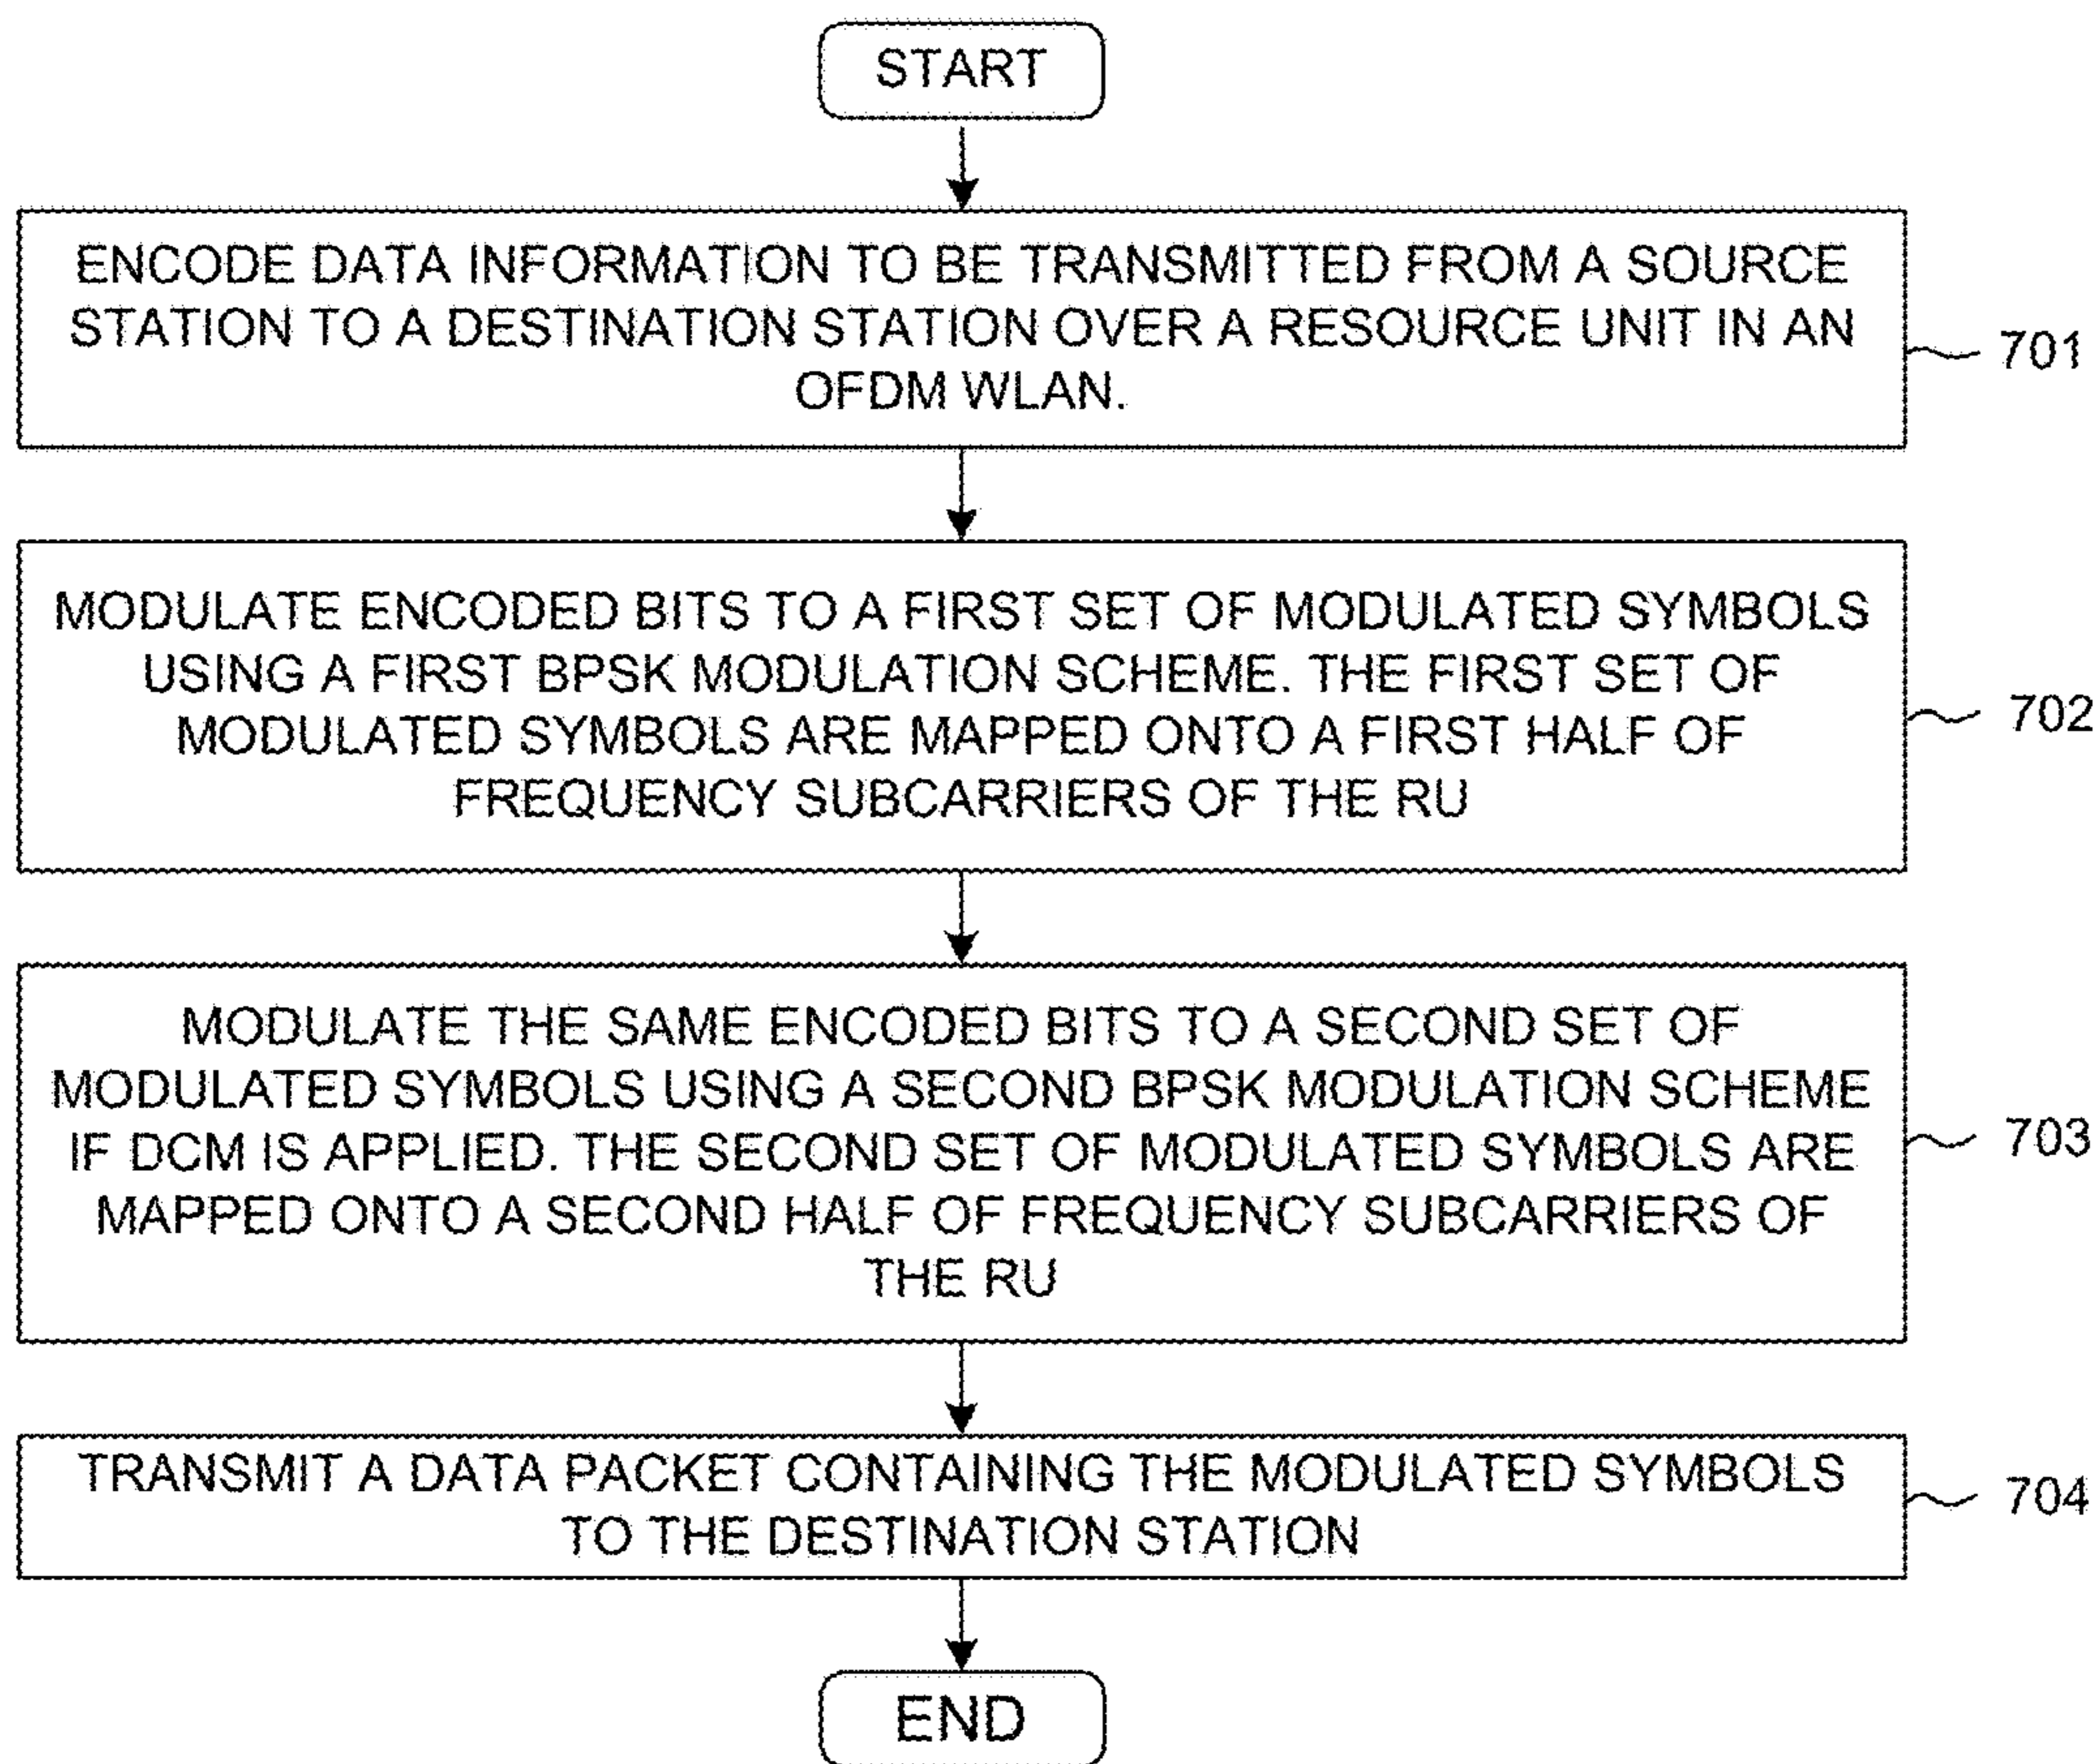 START
ENCODE DATA INFORMATION TO BE TRANSMITTED FROM A SOURCE
STATION TO A DESTINATION STATION OVER A RESOURCE UNIT IN AN
OFDM WLAN.
701
MODULATE ENCODED BITS TO A FIRST SET OF MODULATED SYMBOLS
USING A FIRST BPSK MODULATION SCHEME. THE FIRST SET OF
MODULATED SYMBOLS ARE MAPPED ONTO A FIRST HALF OF
FREQUENCY SUBCARRIERS OF THE RU
702
MODULATE THE SAME ENCODED BITS TO A SECOND SET OF
MODULATED SYMBOLS USING A SECOND BPSK MODULATION SCHEME
IF DCM IS APPLIED. THE SECOND SET OF MODULATED SYMBOLS ARE
MAPPED ONTO A SECOND HALF OF FREQUENCY SUBCARRIERS OF
THE RU
703
TRANSMIT A DATA PACKET CONTAINING THE MODULATED SYMBOLS
TO THE DESTINATION STATION
704
END